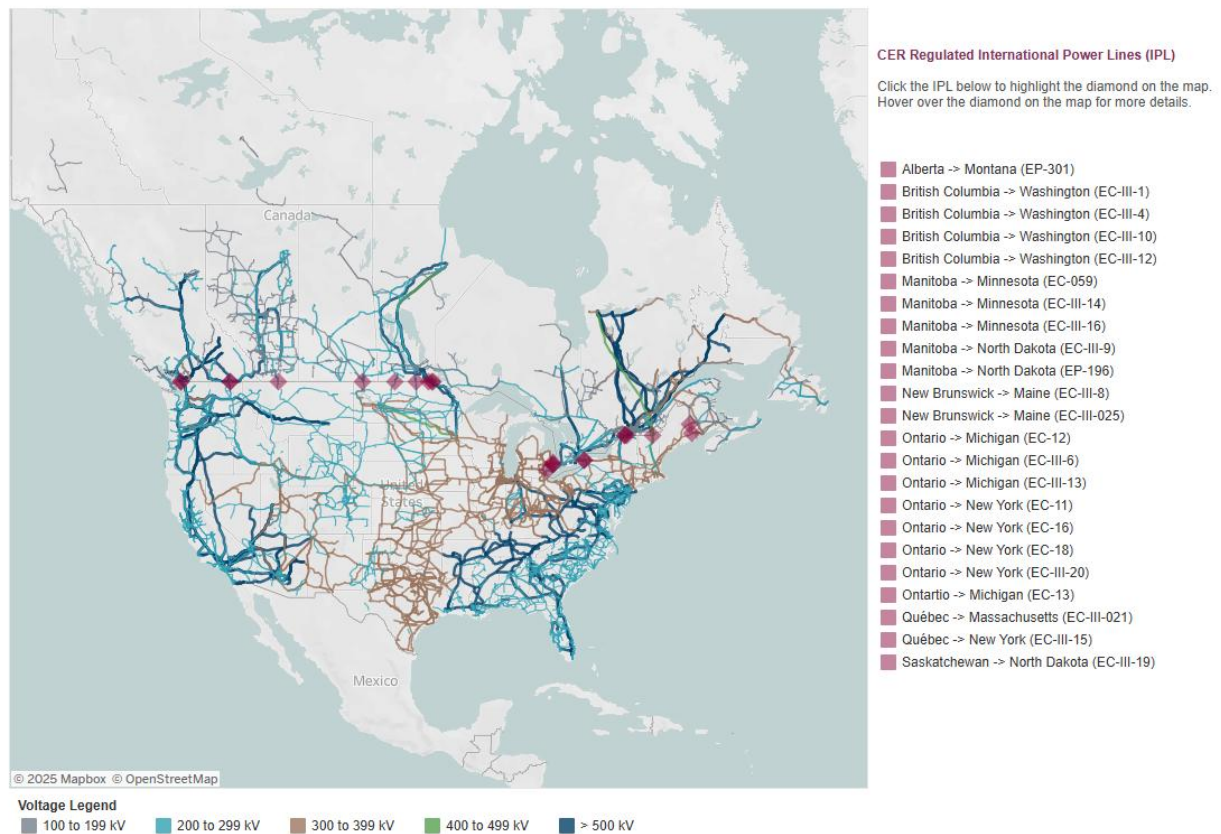 CER Regulated International Power Lines (IPL)
Click the IPL below to highlight the diamond on the map.
Hover over the diamond on the map for more details.
Alberta -> Montana (EP-301)
British Columbia -> Washington (EC-III-1)
British Columbia -> Washington (EC-III-4)
British Columbia -> Washington (EC-III-10)
British Columbia -> Washington (EC-III-12)
Manitoba -> Minnesota (EC-059)
Manitoba -> Minnesota (EC-III-14)
Manitoba -> Minnesota (EC-III-16)
Manitoba -> North Dakota (EC-III-9)
Manitoba -> North Dakota (EP-196)
New Brunswick -> Maine (EC-III-8)
New Brunswick -> Maine (EC-III-025)
Ontario -> Michigan (EC-12)
Ontario -> Michigan (EC-III-6)
Ontario -> Michigan (EC-III-13)
Ontario -> New York (EC-11)
Ontario -> New York (EC-16)
Ontario -> New York (EC-18)
Ontario -> New York (EC-III-20)
Ontartio -> Michigan (EC-13)
Québec -> Massachusetts (EC-III-021)
Québec -> New York (EC-III-15)
Saskatchewan -> North Dakota (EC-III-19)
Canada
United
States
Mexico
© 2025 Mapbox © OpenStreetMap
Voltage Legend
100 to 199 kV 200 to 299 kV 300 to 399 kV 400 to 499 kV > 500 kV